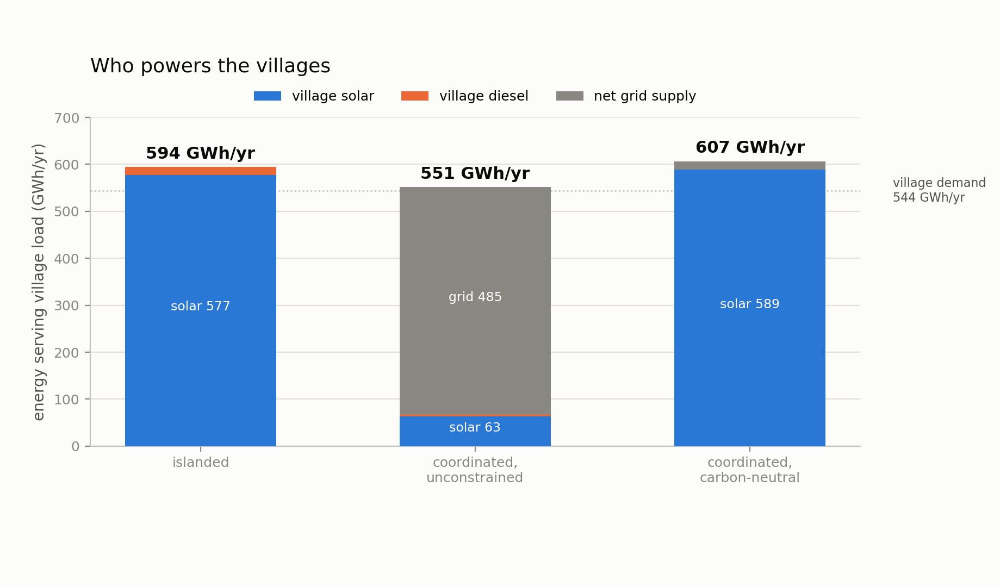 Who powers the villages
village solar
village diesel
net grid supply
energy serving village load (GWh/yr)
700
600
500
400
300
200
100
0
594 GWh/yr
551 GWh/yr
607 GWh/yr
village demand
544 GWh/yr
solar 577
grid 485
solar 63
solar 589
islanded
coordinated,
unconstrained
coordinated,
carbon-neutral